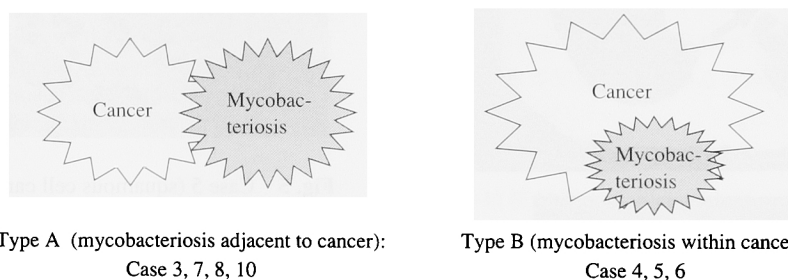 Cancer
Mycobac-
teriosis
Type A (mycobacteriosis adjacent to cancer):
Case 3, 7, 8, 10
Cancer
Mycobac-
teriosis
Type B (mycobacteriosis within cance
Case 4, 5, 6